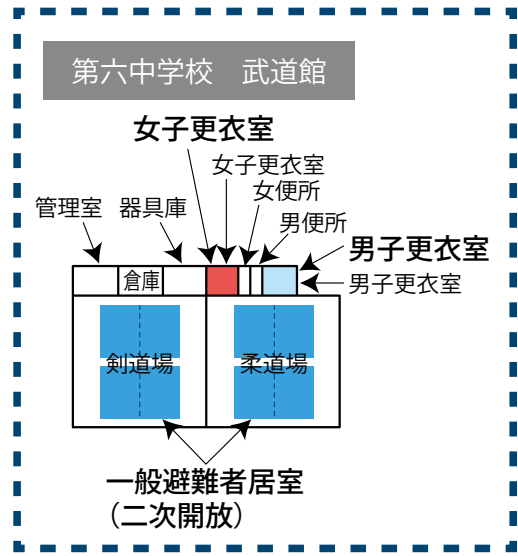 第六中学校　武道館
女子更衣室
女子更衣室
女便所
管理室　器具庫　男便所
男子更衣室
倉庫　男子更衣室
剣道場　柔道場
一般避難者居室
（二次開放）